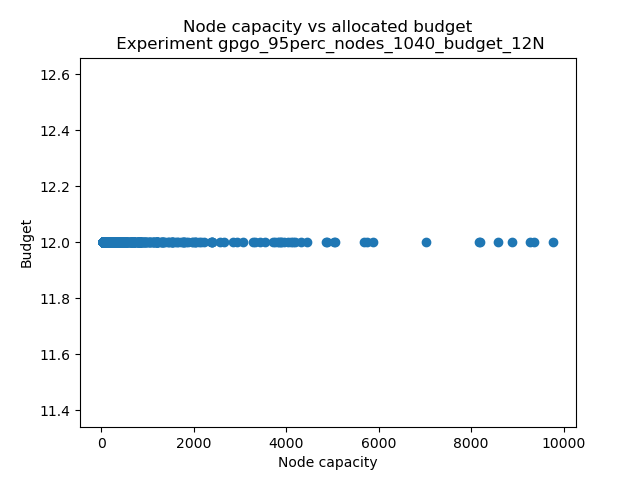 Node capacity vs allocated budget
Experiment gpgo_95perc_nodes_1040_budget_12N
12.6
12.4
12.2
12.0
11.8
11.6
11.4
Budget
0 2000 4000 6000 8000 10000
Node capacity